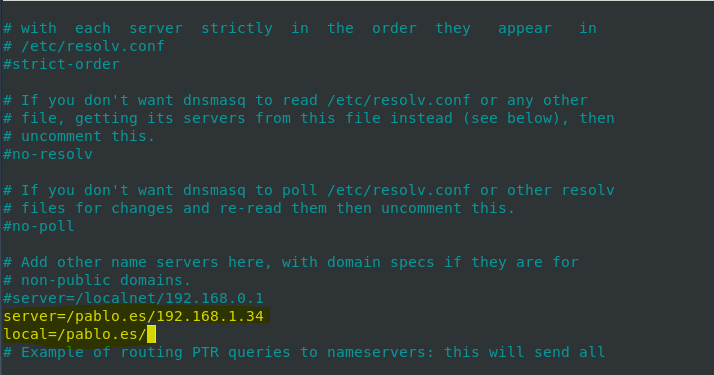 # with each server strictly in the order they appear in
# /etc/resolv.conf
#strict-order
# If you don't want dnsmasq to read /etc/resolv.conf or any other
# file, getting its servers from this file instead (see below), then
# uncomment this.
#no-resolv
# If you don't want dnsmasq to poll /etc/resolv.conf or other resolv
# files for changes and re-read them then uncomment this.
#no-poll
# Add other name servers here, with domain specs if they are for
# non-public domains.
#server=/localnet/192.168.0.1
server=/pablo.es/192.168.1.34
local=/pablo.es/
# Example of routing PTR queries to nameservers: this will send all